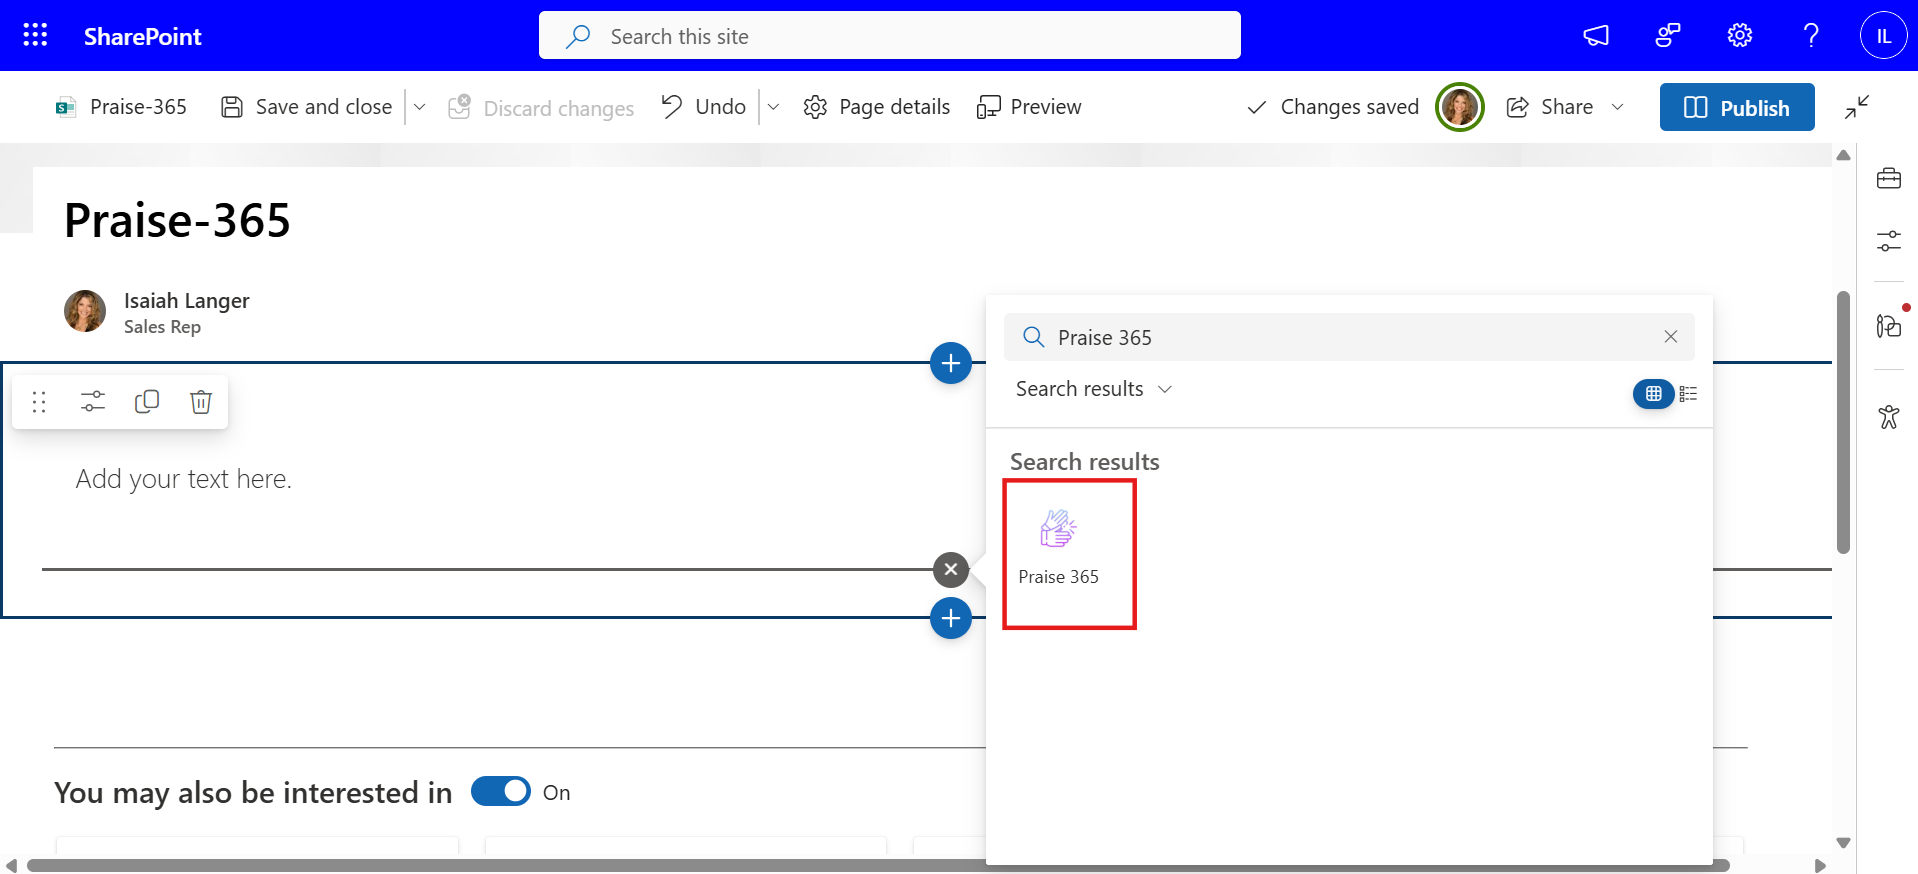 SharePoint
Search this site
IL
Praise-365
Save and close
Discard changes
Undo
Page details
Preview
Changes saved
Share
Publish
Praise-365
Isaiah Langer
Sales Rep
Praise 365
Search results
Search results
Praise 365
Add your text here.
You may also be interested in
On